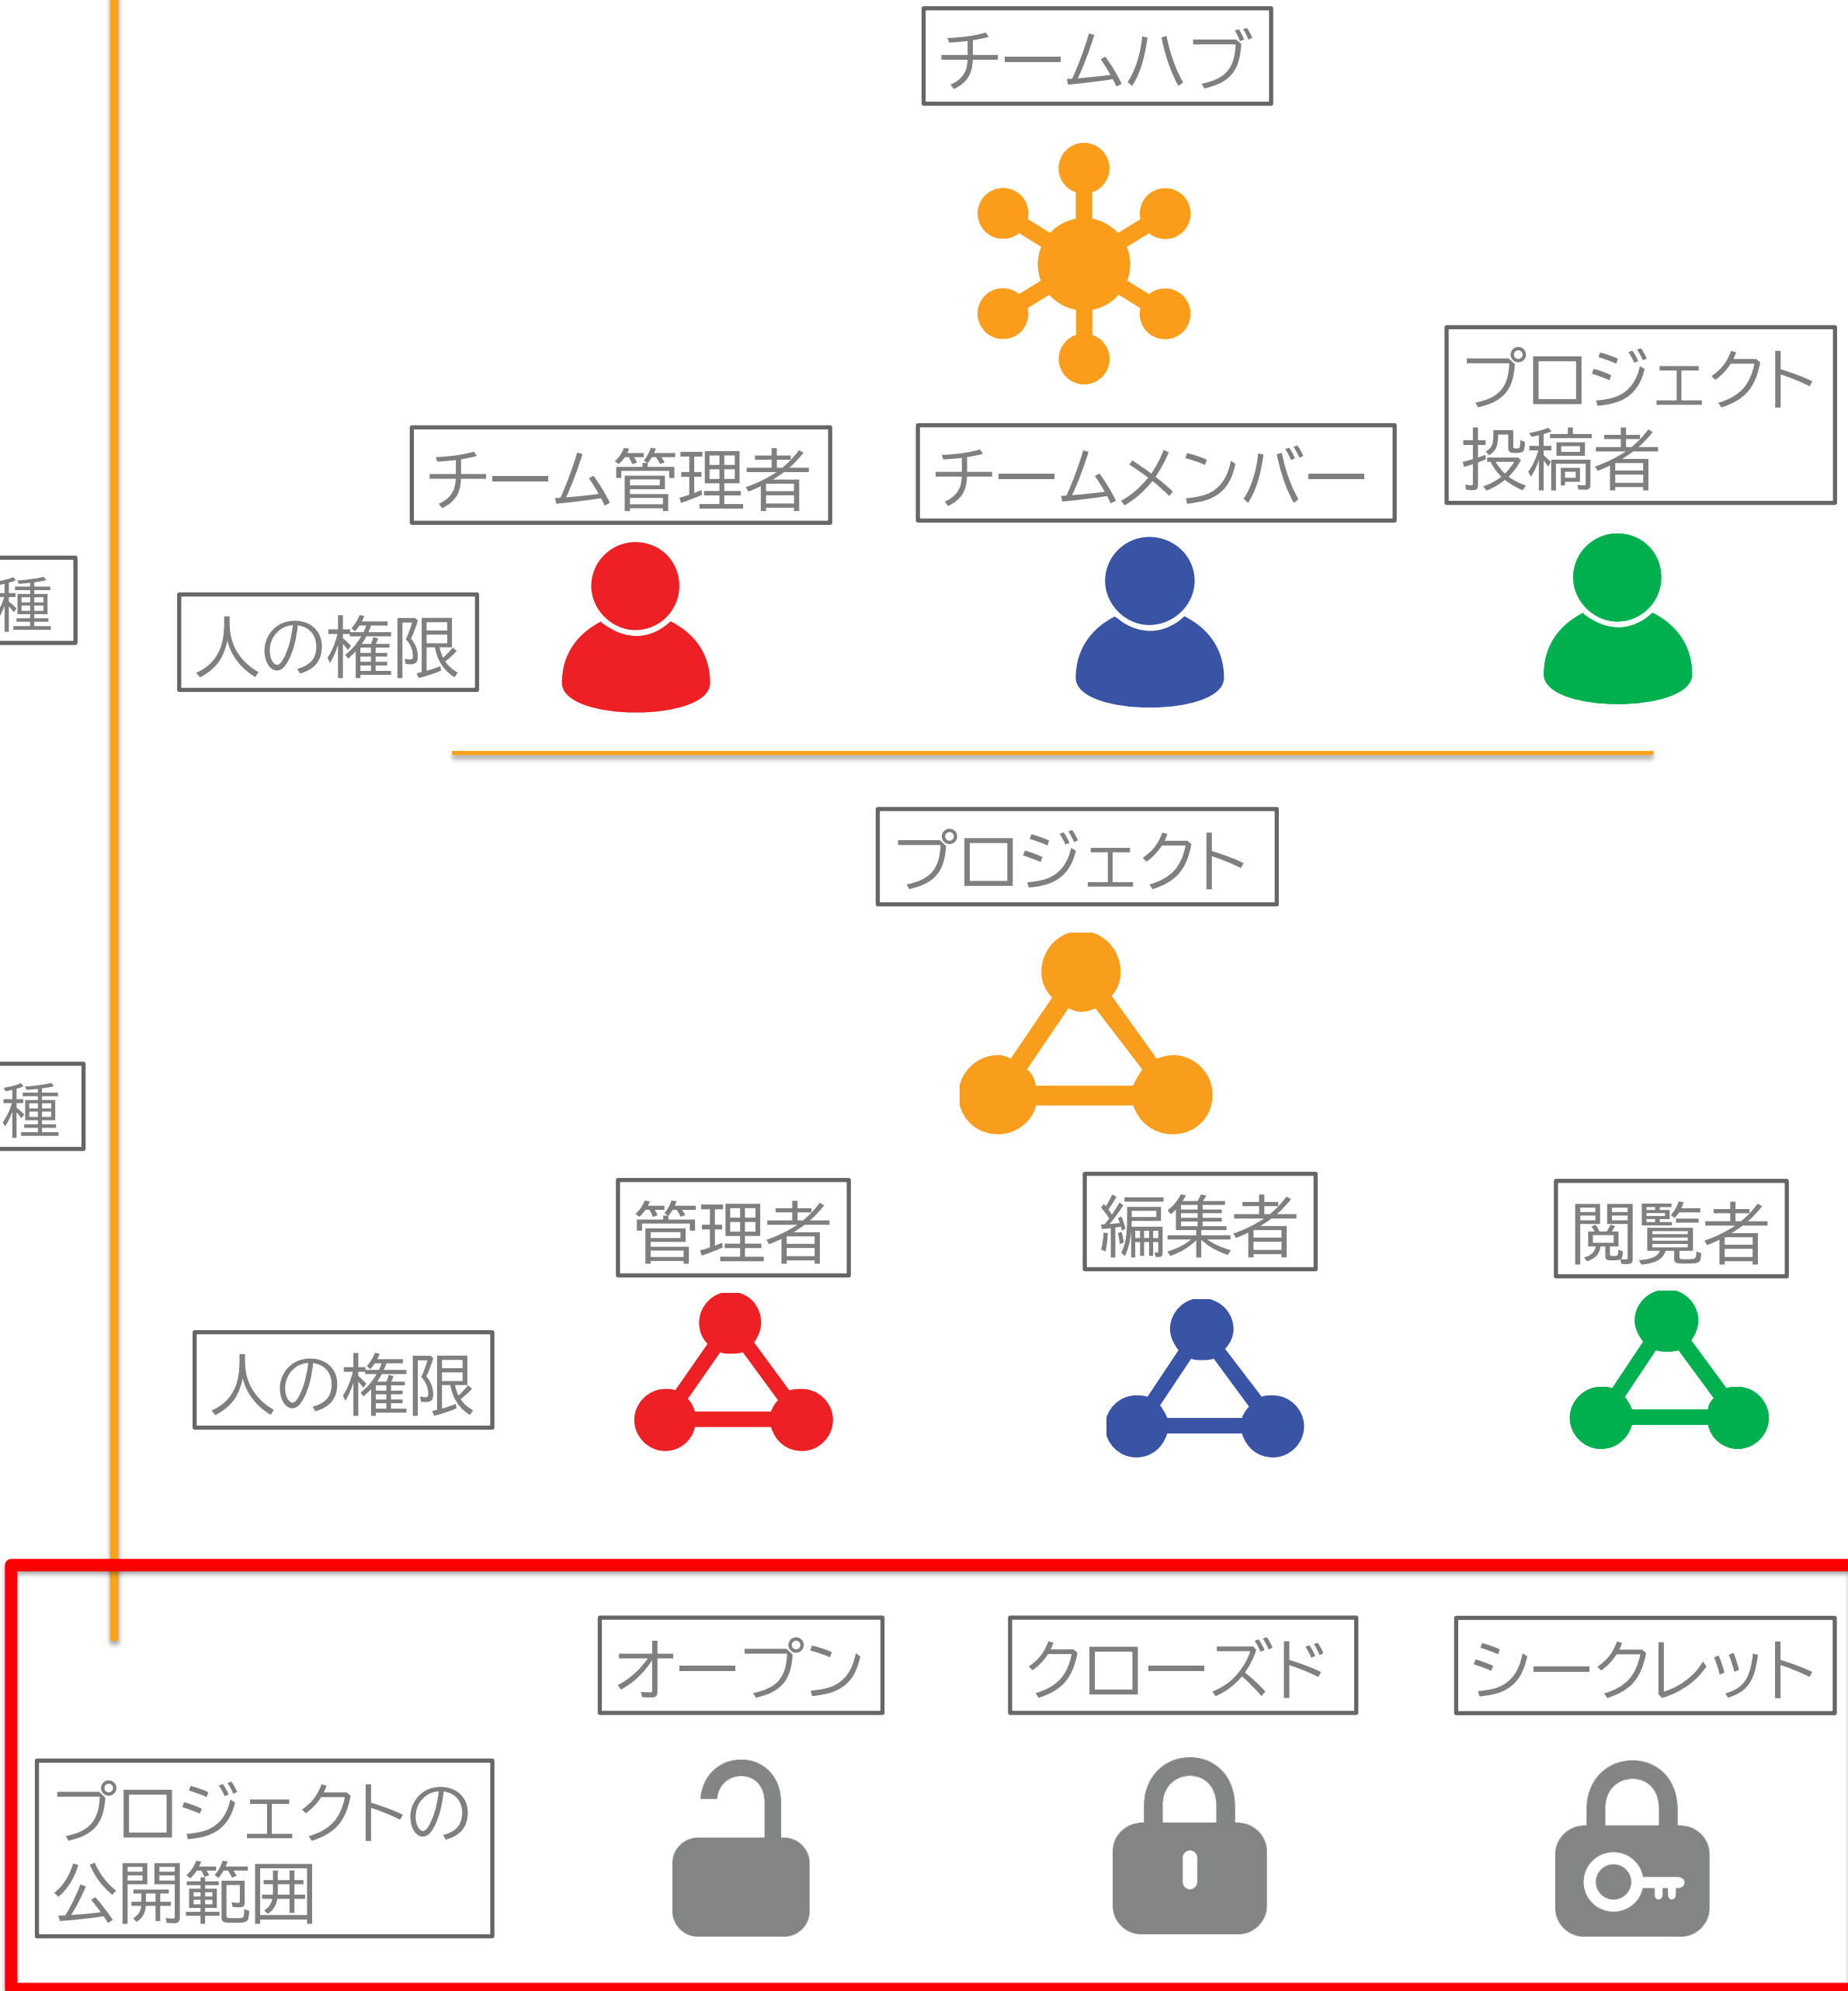 チームハブ
プロジェクト
投稿者
チーム管理者
チームメンバー
種
人の権限
プロジェクト
種
管理者
編集者
閲覧者
人の権限
オープン
クローズド
シークレット
プロジェクトの
公開範囲